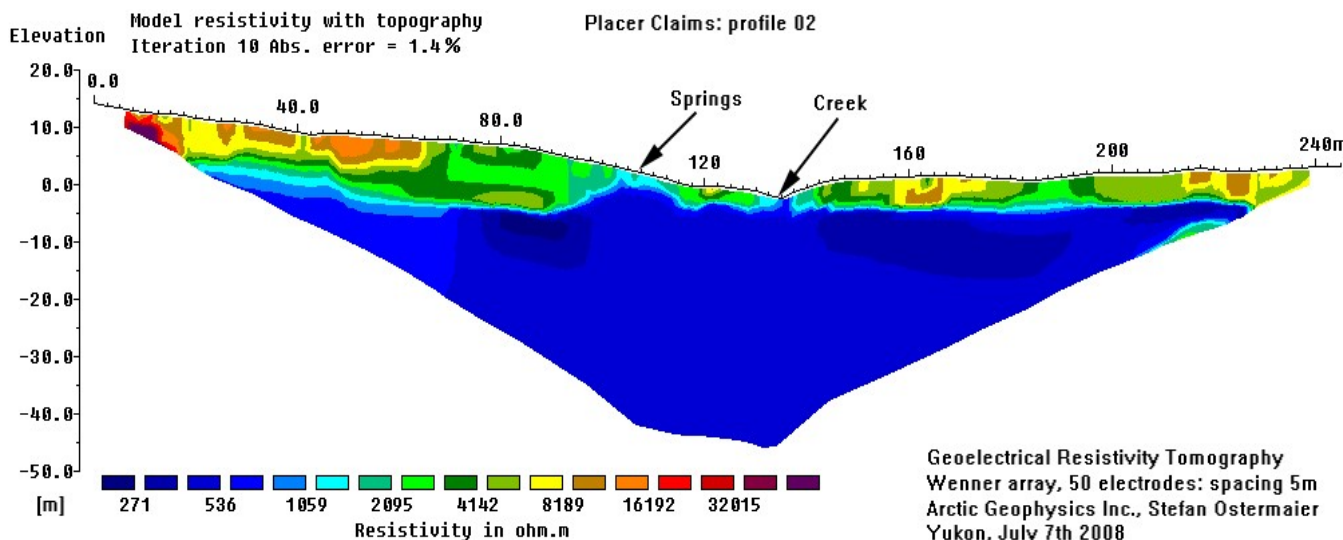 Model resistivity with topography
Placer Claims: profile 02
Elevation
Iteration 10 Abs. error = 1.4%
20.0
0.0
Springs
Creek
40.0
10.0
80.0
120
160
200
240m
0.0
-10.0
-20.0
-30.0
-40.0
-50.0
[m]
271 536 1059 2095 4142 8189 16192 32015
Resistivity in ohm.m
Geoelectrical Resistivity Tomography
Wenner array, 50 electrodes: spacing 5m
Arctic Geophysics Inc., Stefan Ostermaier
Yukon, July 7th 2008